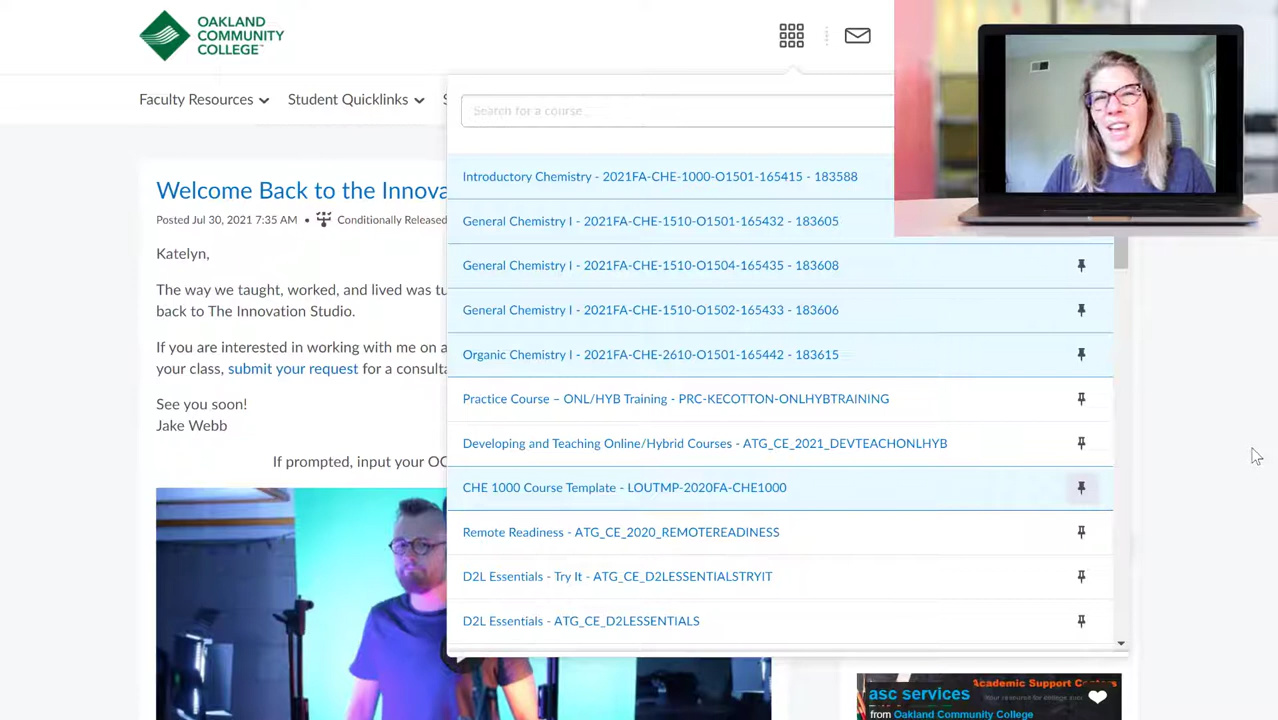 OAKLAND
COMMUNITY
COLLEGE™
Faculty Resources
Student Quicklinks
S
Search for a course...
Welcome Back to the Innova
Posted Jul 30, 2021 7:35 AM • Conditionally Released
Katelyn,
The way we taught, worked, and lived was tu
back to The Innovation Studio.
If you are interested in working with me on a
your class, submit your request for a consulta
See you soon!
Jake Webb
If prompted, input your OC
Introductory Chemistry - 2021FA-CHE-1000-O1501-165415 - 183588
General Chemistry I - 2021FA-CHE-1510-O1501-165432 - 183605
General Chemistry I - 2021FA-CHE-1510-O1504-165435 - 183608
General Chemistry I - 2021FA-CHE-1510-O1502-165433 - 183606
Organic Chemistry I - 2021FA-CHE-2610-O1501-165442 - 183615
Practice Course – ONL/HYB Training - PRC-KECOTTON-ONLHYBTRAINING
Developing and Teaching Online/Hybrid Courses - ATG_CE_2021_DEVTEACHONLHYB
CHE 1000 Course Template - LOUTMP-2020FA-CHE1000
Remote Readiness - ATG_CE_2020_REMOTEREADINESS
D2L Essentials - Try It - ATG_CE_D2LESSENTIALSTRYIT
D2L Essentials - ATG_CE_D2LESSENTIALS
Academic Support Centers
asc services
from Oakland Community College